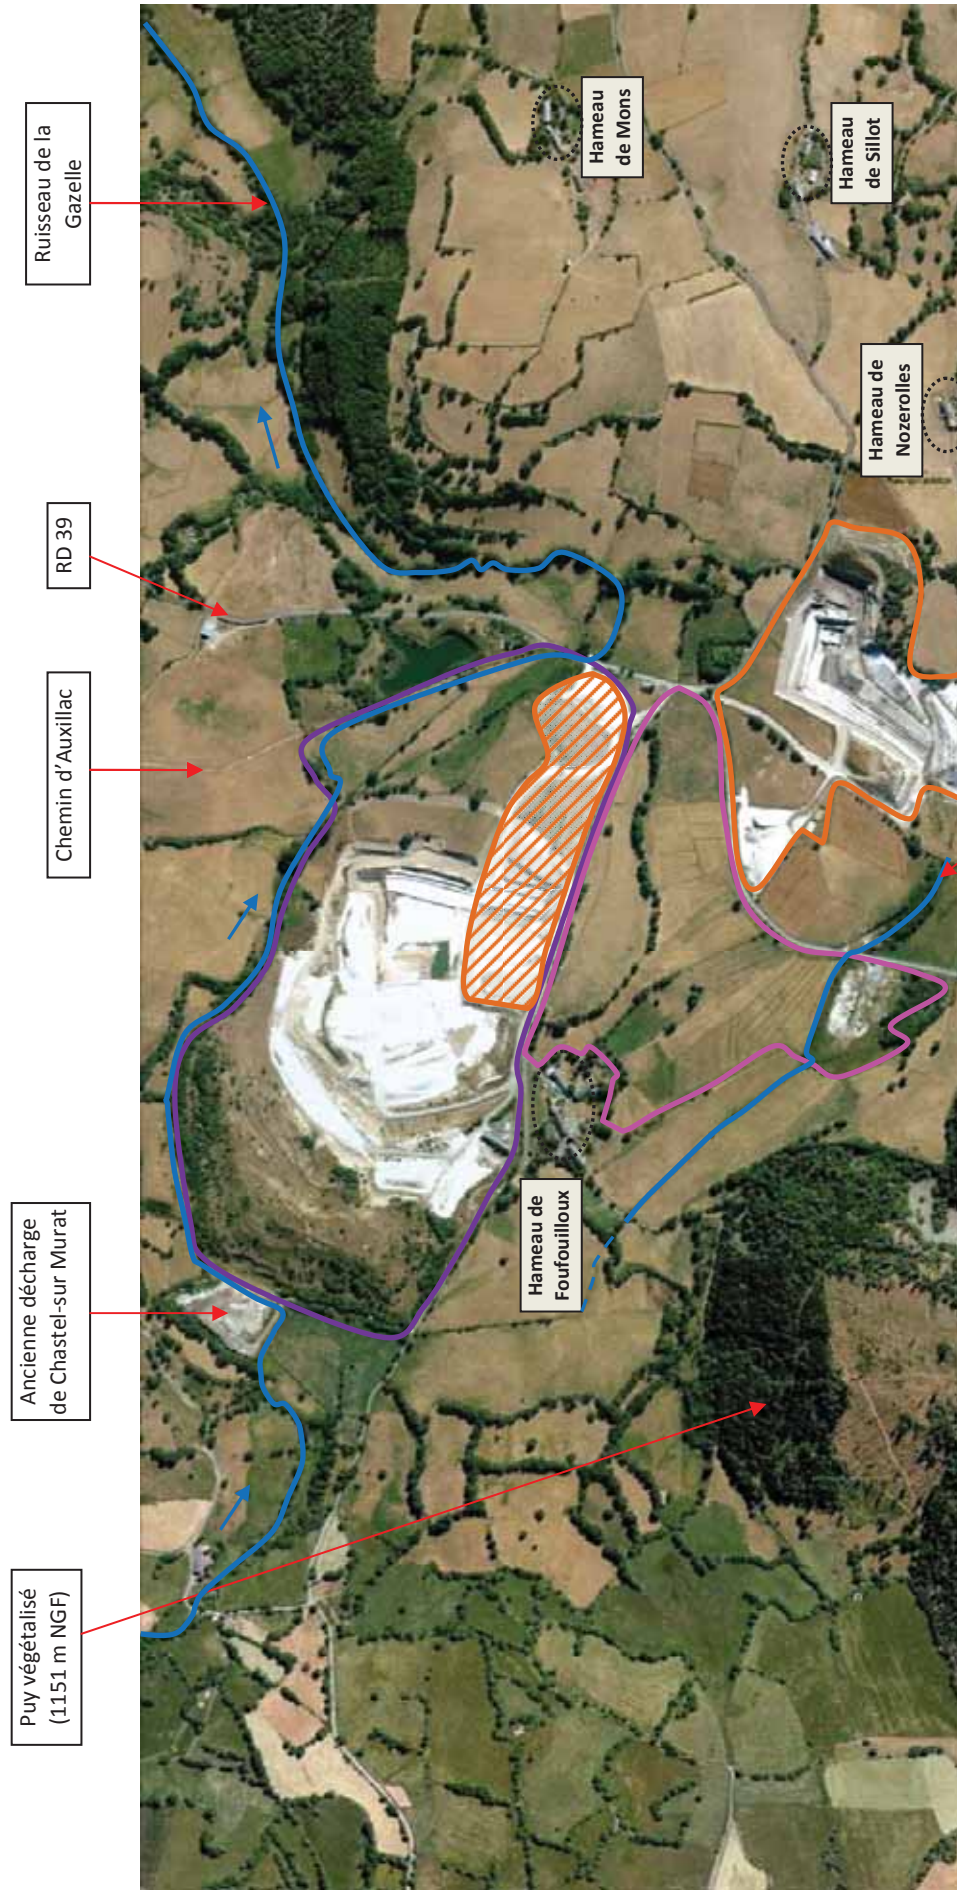 Puy végétalisé
(1151 m NGF)
Ancienne décharge
de Chastel-sur Murat
Chemin d'Auxillac
RD 39
Ruisseau de la
Gazelle
Hameau de
Foufouilloux
Hameau
de Mons
Hameau
de Sillot
Hameau de
Nozerolles